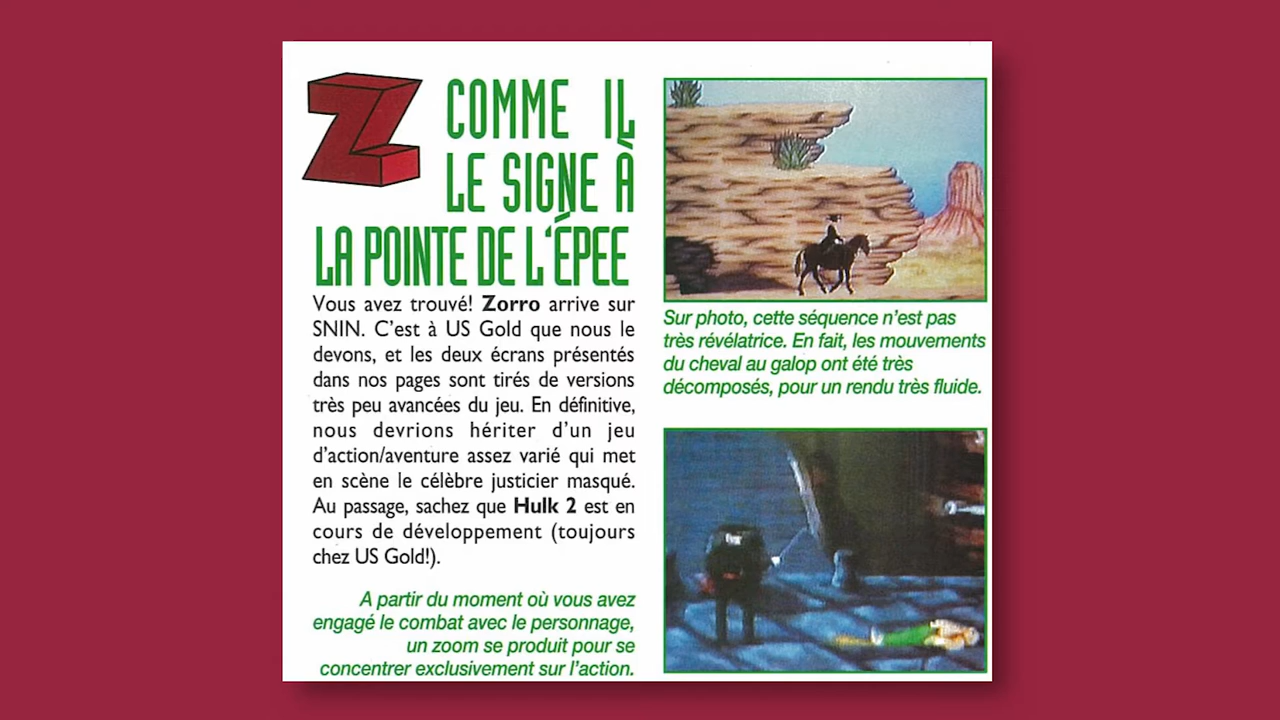 Z COMME IL
LE SIGNE À
LA POINTE DE L'ÉPEE
Vous avez trouvé! Zorro arrive sur
SNIN. C'est à US Gold que nous le
devons, et les deux écrans présentés
dans nos pages sont tirés de versions
très peu avancées du jeu. En définitive,
nous devrions hériter d'un jeu
d'action/aventure assez varié qui met
en scène le célèbre justicier masqué.
Au passage, sachez que Hulk 2 est en
cours de développement (toujours
chez US Gold!).
A partir du moment où vous avez
engagé le combat avec le personnage,
un zoom se produit pour se
concentrer exclusivement sur l'action.
Sur photo, cette séquence n'est pas
très révélatrice. En fait, les mouvements
du cheval au galop ont été très
décomposés, pour un rendu très fluide.